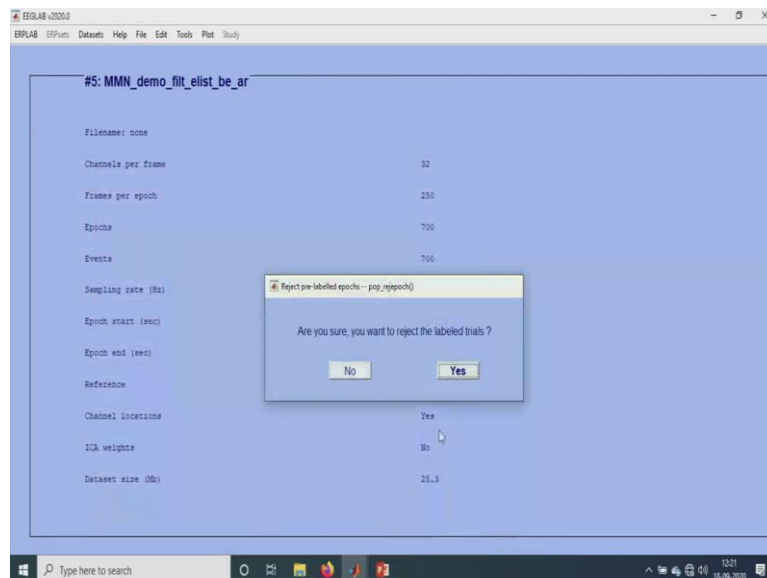 EEGLAB v2020.0
ERPLAB ERPsets Datasets Help File Edit Tools Plot Study
#5: MMN_demo_filt_elist_be_ar
Filename: none
Channels per frame 32
Frames per epoch 250
Epochs 700
Events 700
Sampling rate (Hz)
Epoch start (sec)
Epoch end (sec)
Reference
Channel locations Yes
ICA weights No
Dataset size (Mb) 25.3
Reject pre-labelled epochs -- pop_rejepoch()
Are you sure, you want to reject the labeled trials ?
No Yes
Type here to search
12:21
18-09-2020